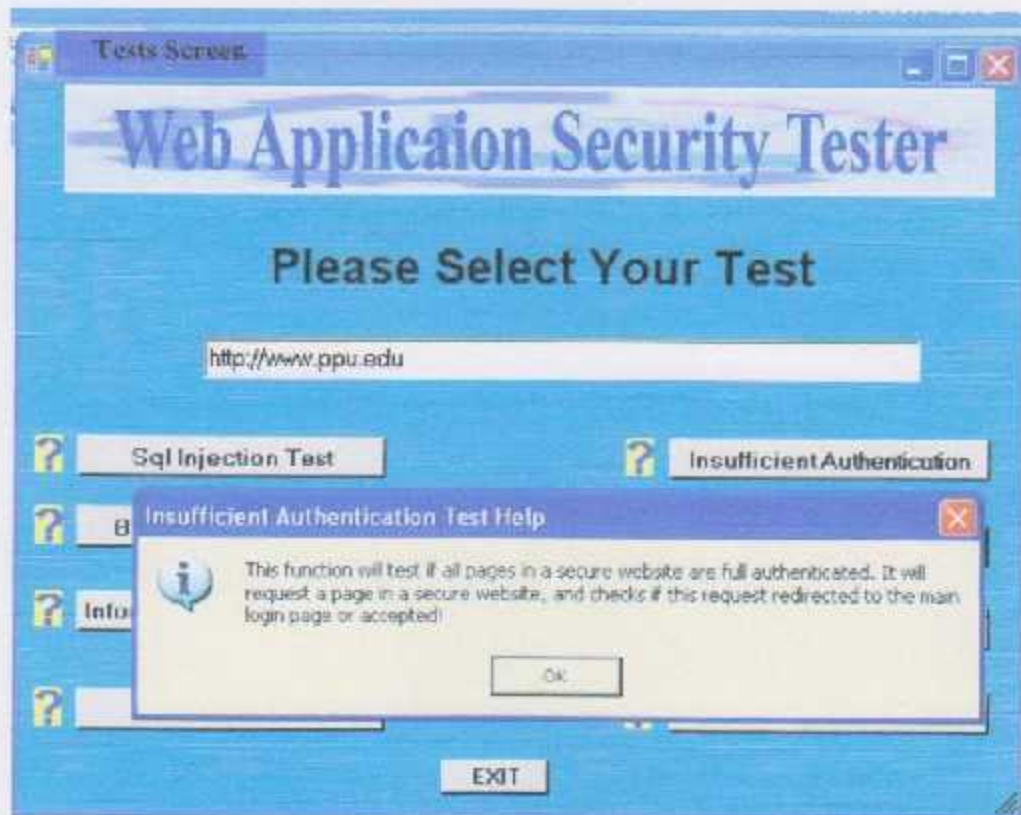 Tests Screen
Web Applicaion Security Tester
Please Select Your Test
http://www.ppu.edu
? Sql Injection Test
? Insufficient Authentication
? B
Insufficient Authentication Test Help
This function will test if all pages in a secure website are full authenticated. It will
request a page in a secure website, and checks if this request redirected to the main
login page or accepted!
? Info
OK
?
EXIT